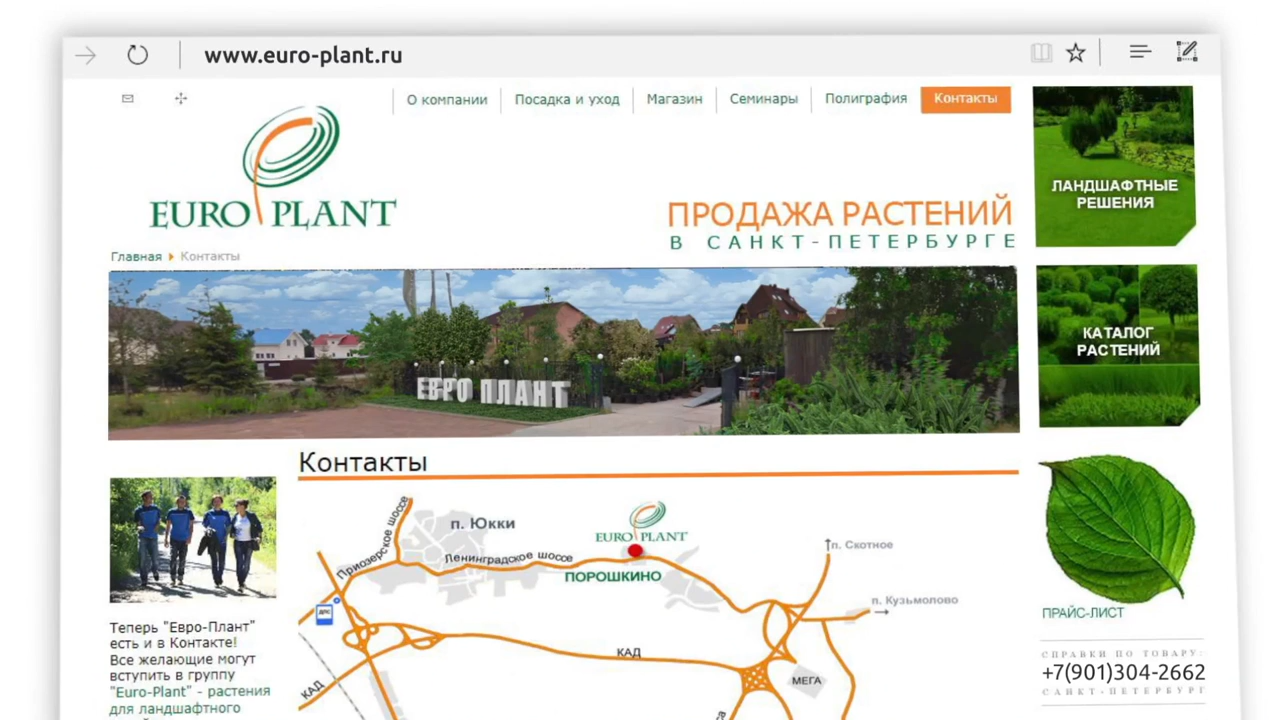 www.euro-plant.ru
О компании
Посадка и уход
Магазин
Семинары
Полиграфия
Контакты
EURO PLANT
ПРОДАЖА РАСТЕНИЙ
В САНКТ-ПЕТЕРБУРГЕ
ЛАНДШАФТНЫЕ
РЕШЕНИЯ
Главная
Контакты
ЕВРО ПЛАНТ
КАТАЛОГ
РАСТЕНИЙ
Контакты
Приозерское шоссе
п. Юкки
Ленинградское шоссе
EURO PLANT
ПОРОШКИНО
п. Скотное
п. Кузьмолово
ДПС
КАД
КАД
МЕГА
ПРАЙС-ЛИСТ
СПРАВКИ ПО ТОВАРУ:
+7(901)304-2662
САНКТ-ПЕТЕРБУРГ
Теперь "Евро-Плант"
есть и в Контакте!
Все желающие могут
вступить в группу
"Euro-Plant" - растения
для ландшафтного